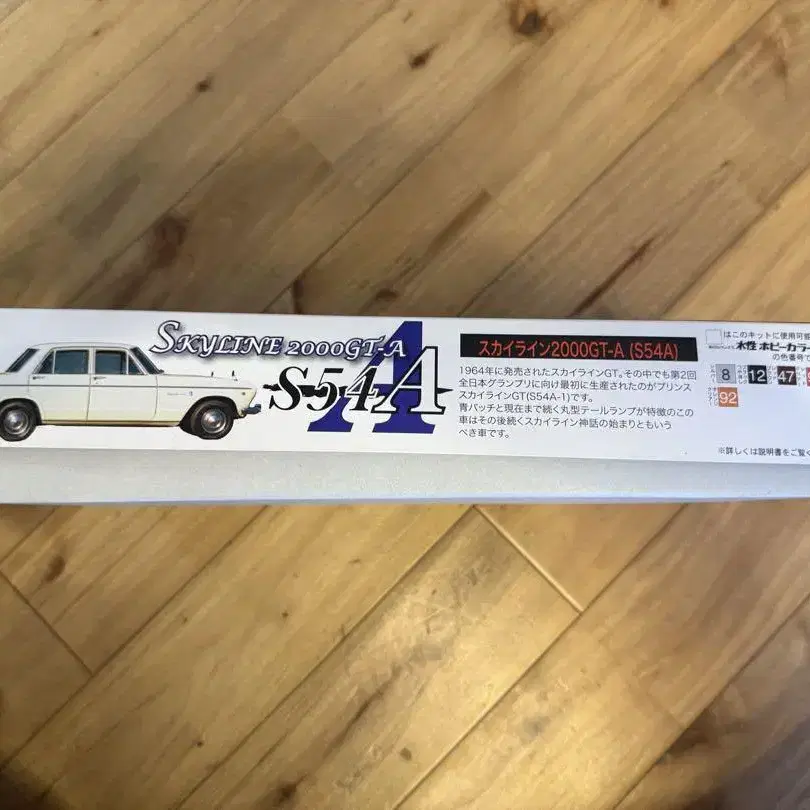 SKYLINE 2000GT-A
S54A
A
スカイライン2000GT-A (S54A)
1964年に発売されたスカイラインGT。その中でも第2回
全日本グランプリに向け最初に生産されたのがプリンス
スカイラインGT(S54A-1)です。
青バッチと現在まで続く丸型テールランプが特徴のこの
車はその後続くスカイライン神話の始まりともいう
べき車です。
はこのキットに使用可能
水性 ホビーカラー
の色番号で
8 12 47
92
※詳しくは説明書をご覧く